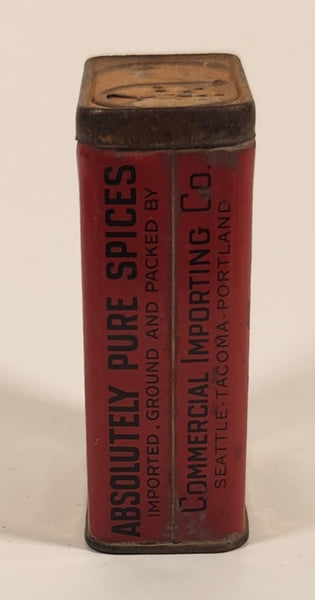 ABSOLUTELY PURE SPICES
IMPORTED, GROUND AND PACKED BY
COMMERCIAL IMPORTING CO.
SEATTLE·TACOMA·PORTLAND